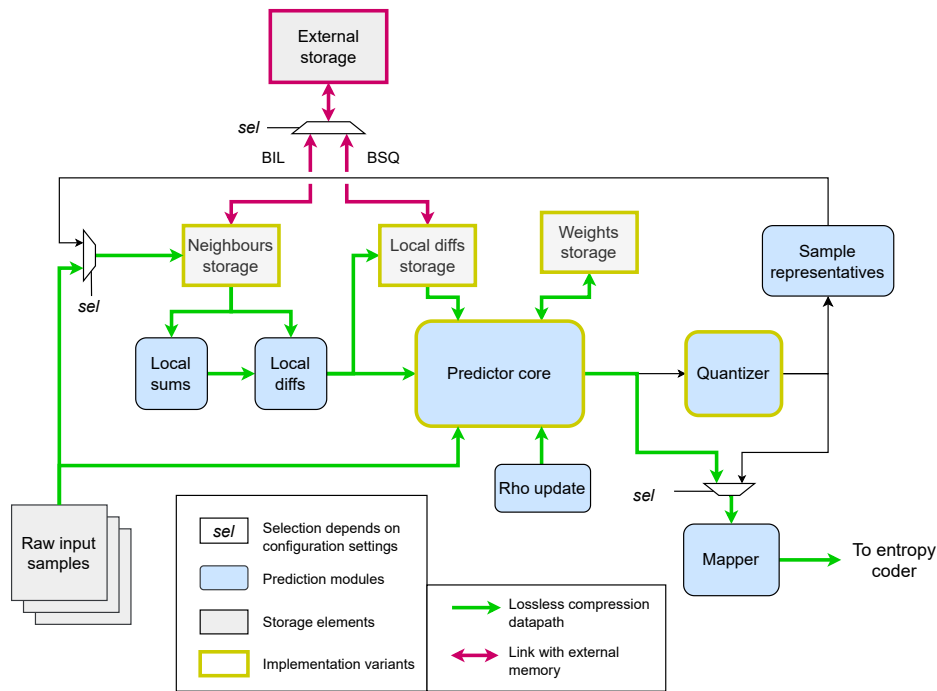 External
storage
sel
BIL
BSQ
Neighbours
storage
Local diffs
storage
Weights
storage
Sample
representatives
sel
Local
sums
Local
diffs
Predictor core
Quantizer
Rho update
sel
Raw input
samples
Mapper
To entropy
coder
sel
Selection depends on
configuration settings
Prediction modules
Storage elements
Implementation variants
Lossless compression
datapath
Link with external
memory